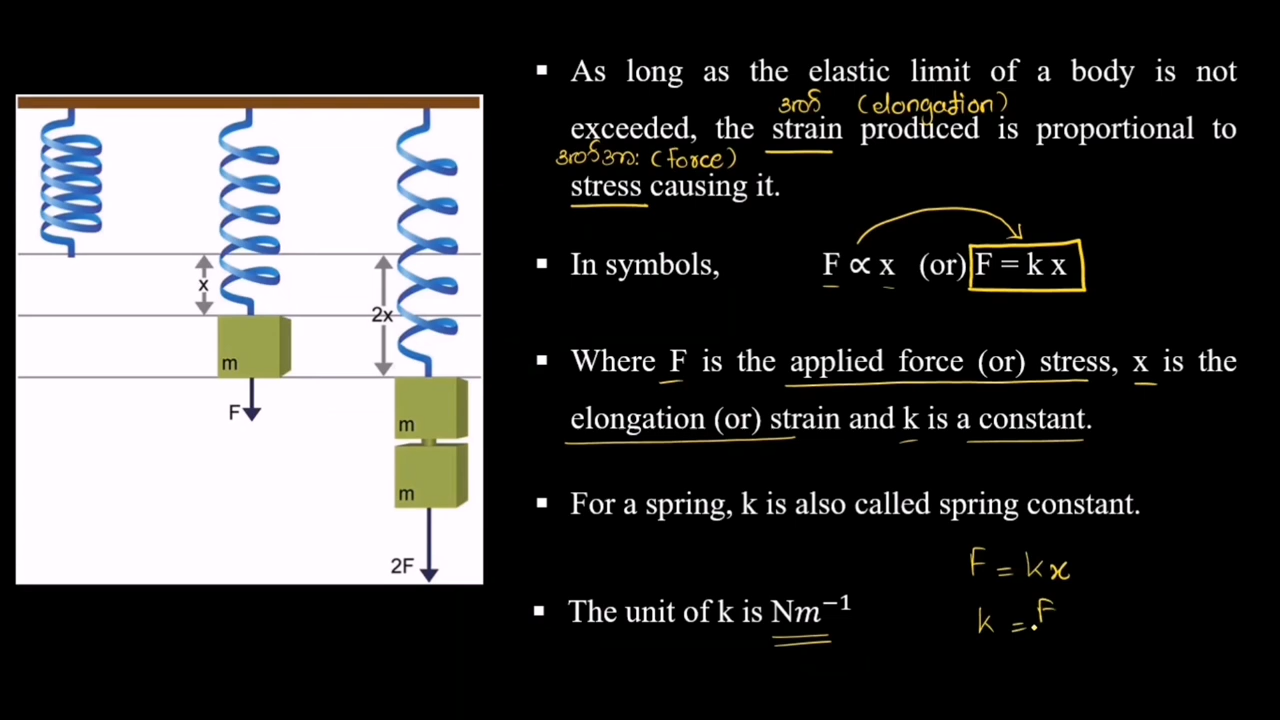 ▪ As long as the elastic limit of a body is not
(elongation)
exceeded, the strain produced is proportional to
(force)
stress causing it.
▪ In symbols, F ∝ x (or) F = k x
▪ Where F is the applied force (or) stress, x is the
elongation (or) strain and k is a constant.
▪ For a spring, k is also called spring constant.
F = kx
▪ The unit of k is Nm⁻¹
k = F
x
2x
m
F
m
m
2F